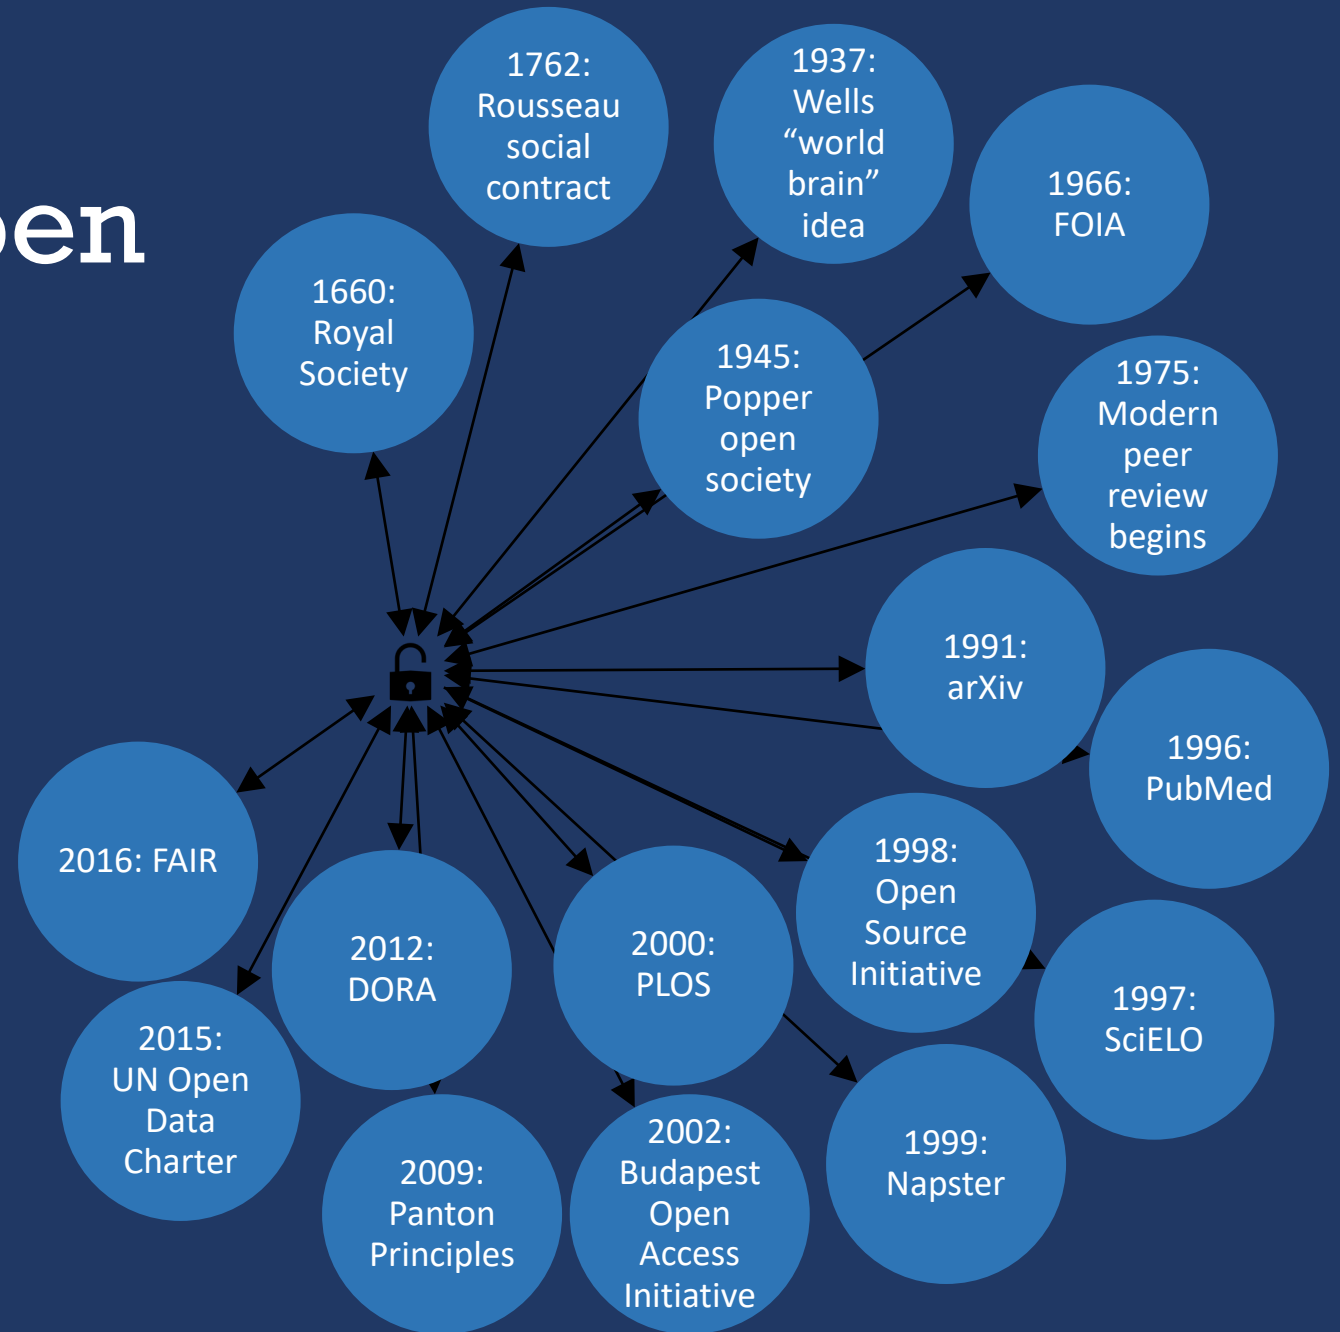 pen
1762:
Rousseau
social
contract
1937:
Wells
“world
brain”
idea
1966:
FOIA
1660:
Royal
Society
1945:
Popper
open
society
1975:
Modern
peer
review
begins
1991:
arXiv
1996:
PubMed
1998:
Open
Source
Initiative
1997:
SciELO
1999:
Napster
2000:
PLOS
2002:
Budapest
Open
Access
Initiative
2009:
Panton
Principles
2012:
DORA
2015:
UN Open
Data
Charter
2016: FAIR